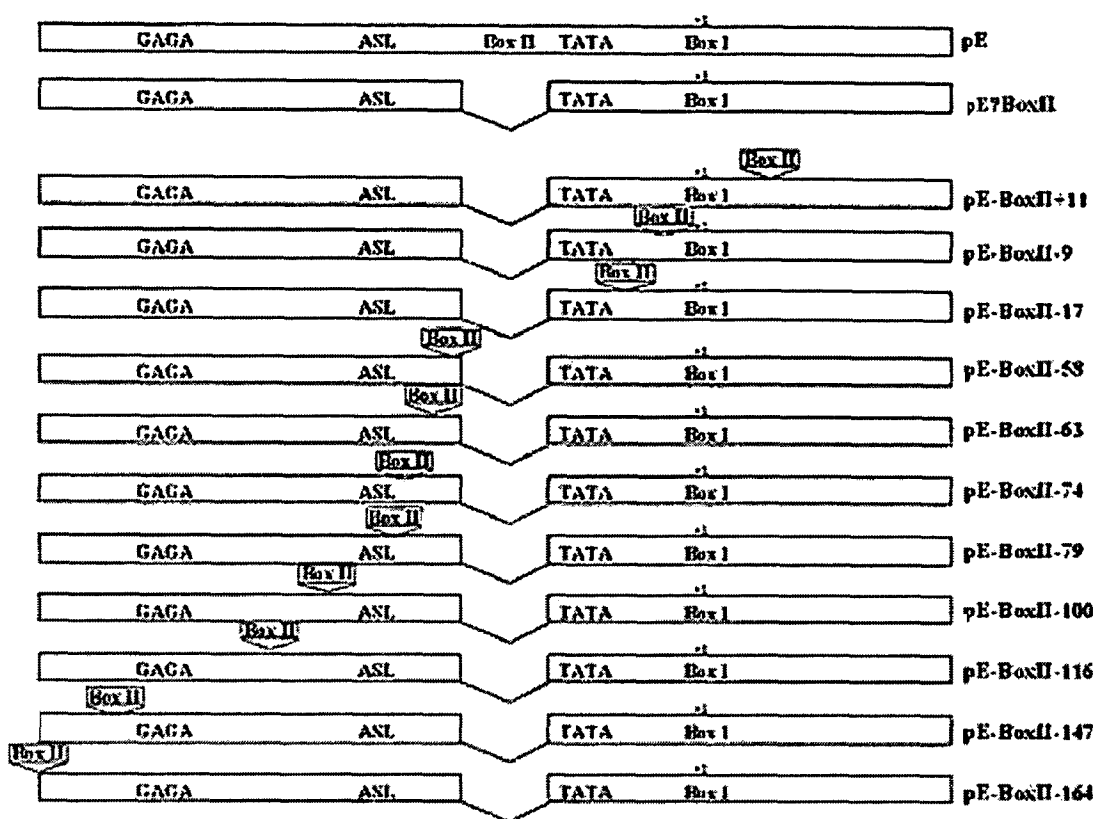 +1
GAGA ASL Box II TATA Box I pE
+1
GAGA ASL TATA Box I pE?BoxII
Box II
+1
GAGA ASL TATA Box I pE-BoxII+11
Box II
+1
GAGA ASL TATA Box I pE-BoxII-9
Box II
+1
GAGA ASL TATA Box I pE-BoxII-17
Box II
+1
GAGA ASL TATA Box I pE-BoxII-58
Box II
+1
GAGA ASL TATA Box I pE-BoxII-63
Box II
+1
GAGA ASL TATA Box I pE-BoxII-74
Box II
+1
GAGA ASL TATA Box I pE-BoxII-79
Box II
+1
GAGA ASL TATA Box I pE-BoxII-100
Box II
+1
GAGA ASL TATA Box I pE-BoxII-116
Box II
+1
GAGA ASL TATA Box I pE-BoxII-147
Box II
+1
GAGA ASL TATA Box I pE-BoxII-164